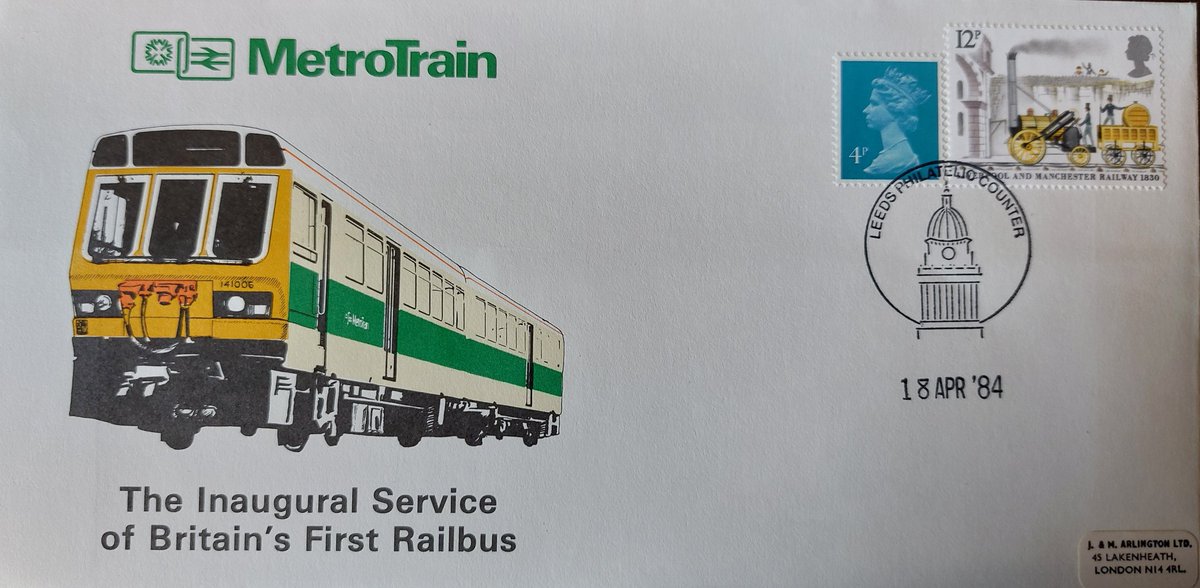 MetroTrain
12P
4P
LIVERPOOL AND MANCHESTER RAILWAY 1830
LEEDS PHILATELIC COUNTER
18 APR '84
141006
MetroTrain
The Inaugural Service
of Britain's First Railbus
J. & M. ARLINGTON LTD.
45 LAKENHEATH,
LONDON N14 4RL.